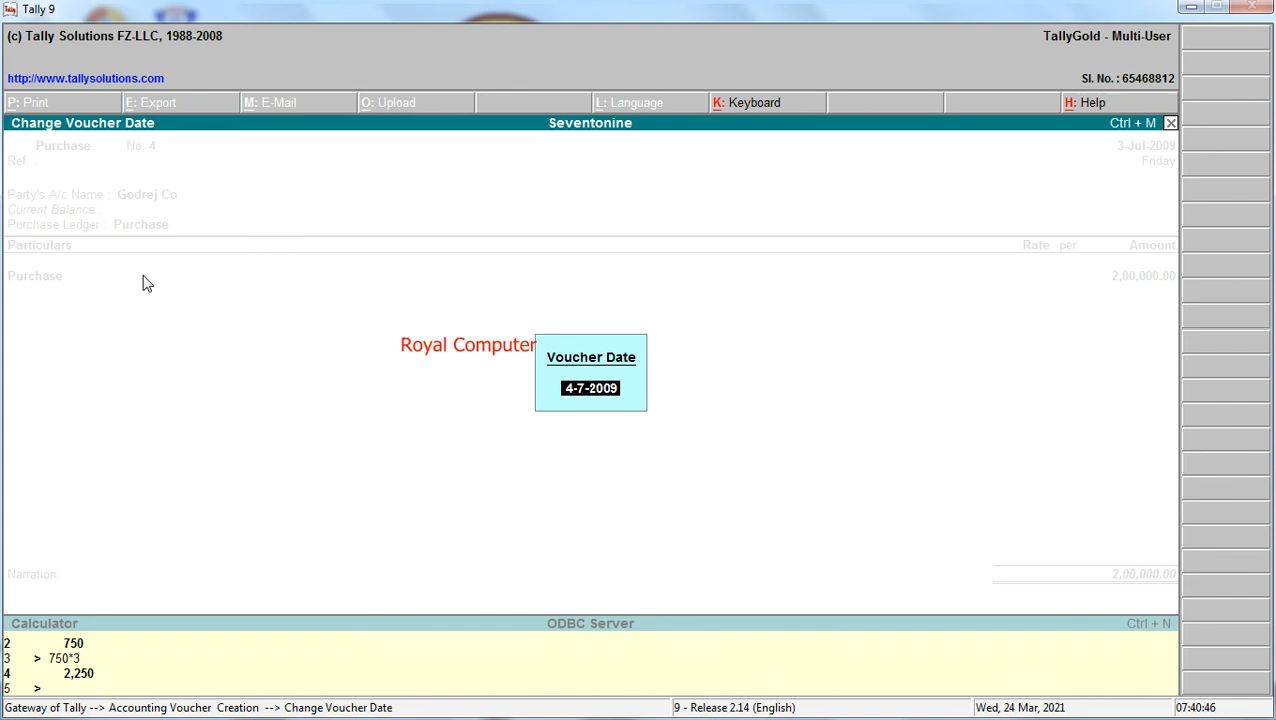 Tally 9
(c) Tally Solutions FZ-LLC, 1988-2008
TallyGold - Multi-User
http://www.tallysolutions.com
Sl. No. : 65468812
P: Print E: Export M: E-Mail O: Upload L: Language K: Keyboard H: Help
Change Voucher Date Seventonine Ctrl + M
Purchase No. 4 3-Jul-2009
Ref. : Friday
Party's A/c Name : Godrej Co
Current Balance :
Purchase Ledger : Purchase
Particulars Rate per Amount
Purchase 2,00,000.00
Royal Computer
Voucher Date
4-7-2009
Narration: 2,00,000.00
Calculator ODBC Server Ctrl + N
2 750
3 > 750*3
4 2,250
5 >
Gateway of Tally --> Accounting Voucher Creation --> Change Voucher Date 9 - Release 2.14 (English) Wed, 24 Mar, 2021 07:40:46